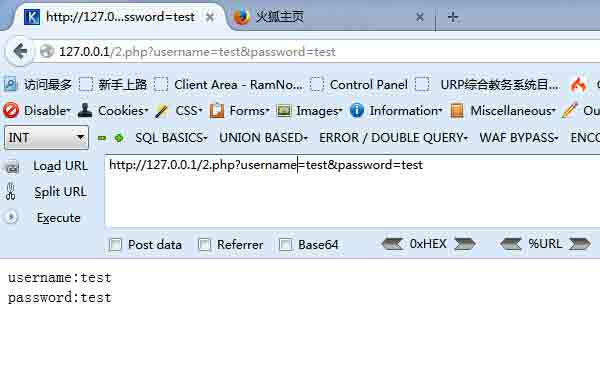 http://127.0...ssword=test × 火狐主页 × +
127.0.0.1/2.php?username=test&password=test
访问最多 新手上路 Client Area - RamNo... Control Panel URP综合教务系统目...
Disable▾ Cookies▾ CSS▾ Forms▾ Images▾ Information▾ Miscellaneous▾ Ou
INT SQL BASICS▾ UNION BASED▾ ERROR / DOUBLE QUERY▾ WAF BYPASS▾ ENCO
Load URL http://127.0.0.1/2.php?username=test&password=test
Split URL
Execute
Post data Referrer Base64 0xHEX %URL
username:test
password:test